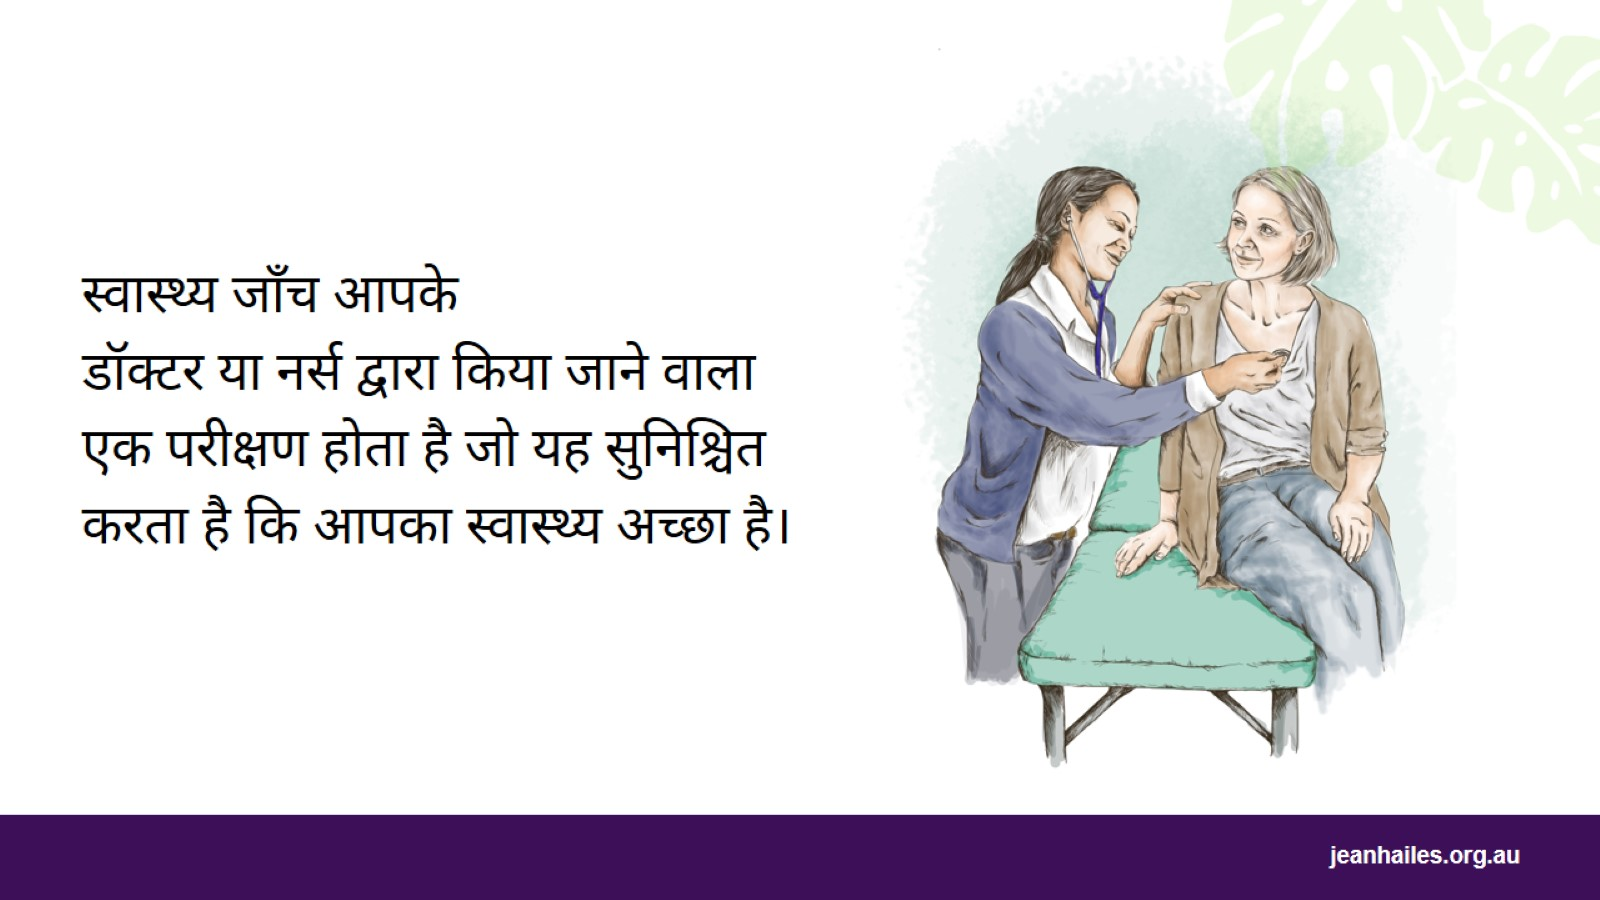 स्वास्थ्य जाँच आपके
डॉक्टर या नर्स द्वारा किया जाने वाला
एक परीक्षण होता है जो यह सुनिश्चित
करता है कि आपका स्वास्थ्य अच्छा है।
jeanhailes.org.au